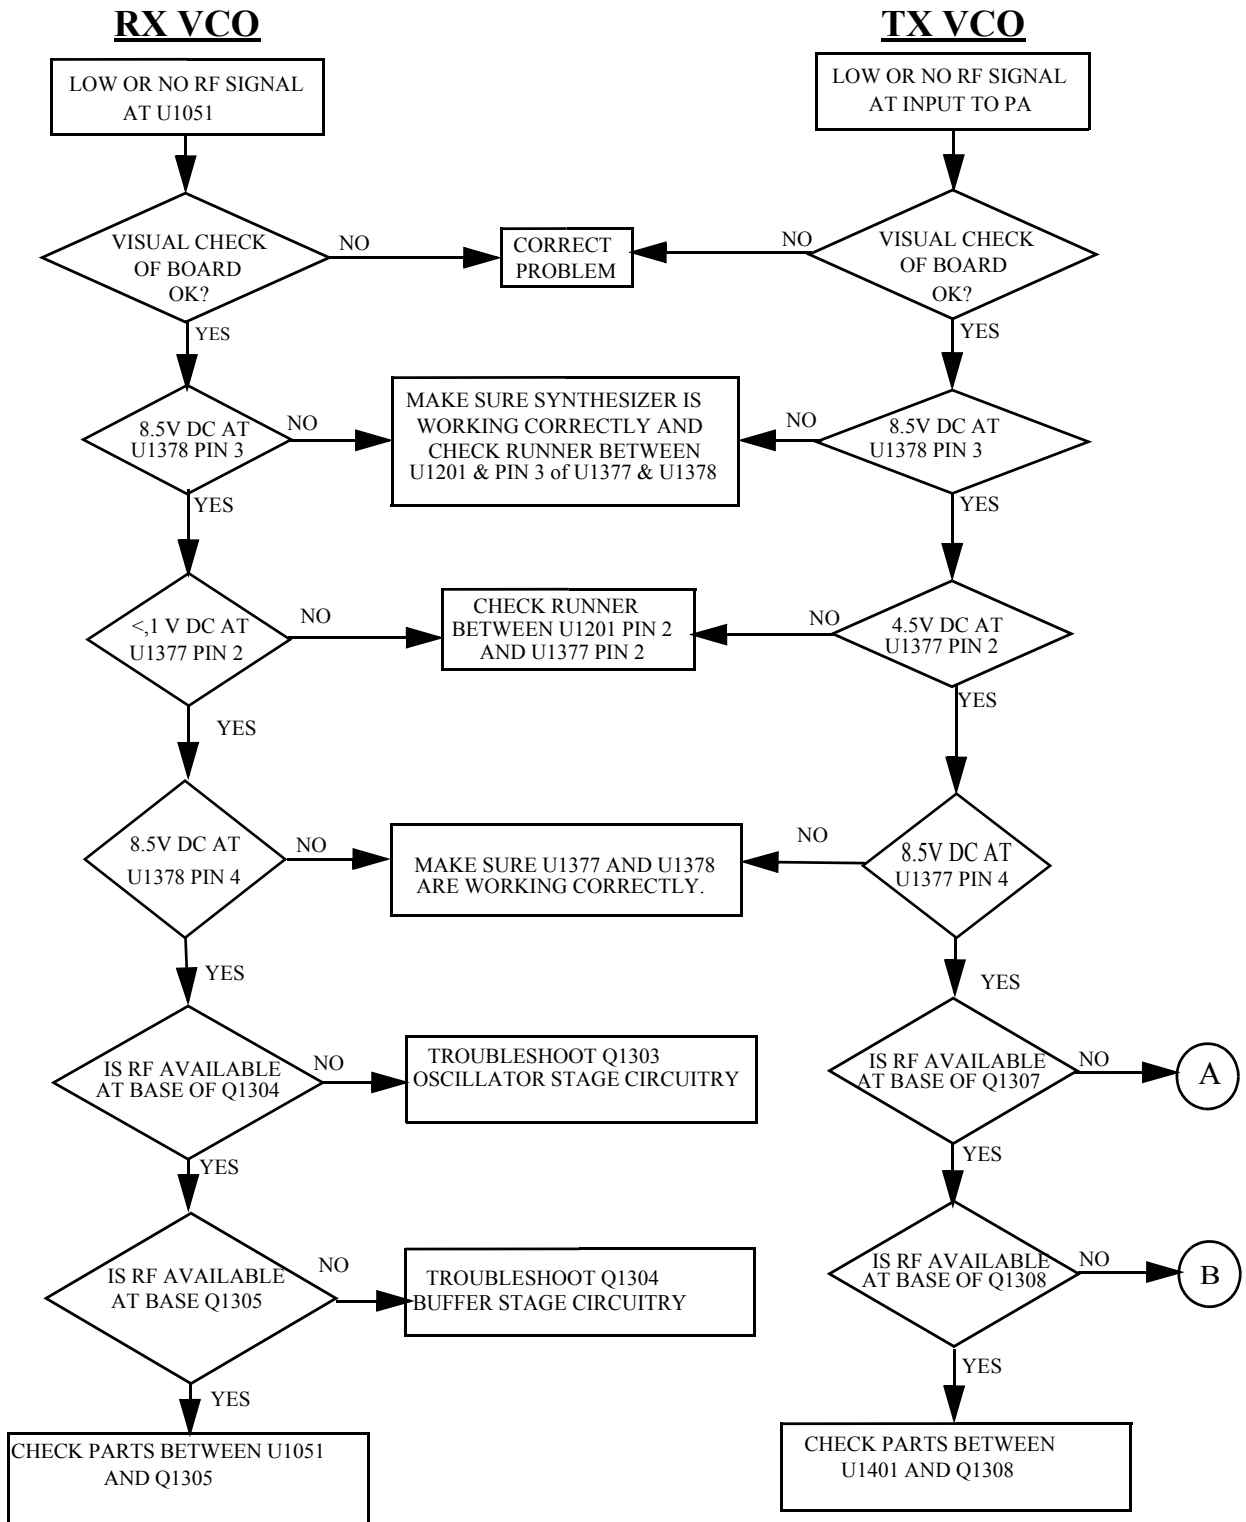 RX VCO
LOW OR NO RF SIGNAL
AT U1051
VISUAL CHECK
OF BOARD
OK?
NO
YES
8.5V DC AT
U1378 PIN 3
NO
YES
<,1 V DC AT
U1377 PIN 2
NO
YES
8.5V DC AT
U1378 PIN 4
NO
YES
IS RF AVAILABLE
AT BASE OF Q1304
NO
YES
IS RF AVAILABLE
AT BASE Q1305
NO
YES
CHECK PARTS BETWEEN U1051
AND Q1305
CORRECT
PROBLEM
MAKE SURE SYNTHESIZER IS
WORKING CORRECTLY AND
CHECK RUNNER BETWEEN
U1201 & PIN 3 of U1377 & U1378
CHECK RUNNER
BETWEEN U1201 PIN 2
AND U1377 PIN 2
MAKE SURE U1377 AND U1378
ARE WORKING CORRECTLY.
TROUBLESHOOT Q1303
OSCILLATOR STAGE CIRCUITRY
TROUBLESHOOT Q1304
BUFFER STAGE CIRCUITRY
TX VCO
LOW OR NO RF SIGNAL
AT INPUT TO PA
NO
VISUAL CHECK
OF BOARD
OK?
YES
NO
8.5V DC AT
U1378 PIN 3
YES
NO
4.5V DC AT
U1377 PIN 2
YES
NO
8.5V DC AT
U1377 PIN 4
YES
IS RF AVAILABLE
AT BASE OF Q1307
NO
A
YES
IS RF AVAILABLE
AT BASE OF Q1308
NO
B
YES
CHECK PARTS BETWEEN
U1401 AND Q1308